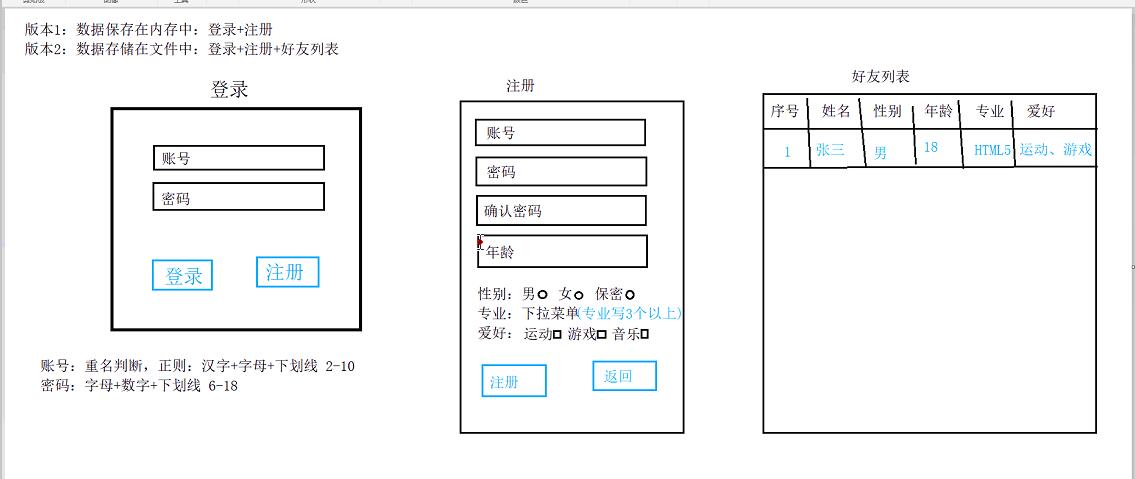 版本1: 数据保存在内存中: 登录+注册
版本2: 数据存储在文件中: 登录+注册+好友列表
登录
账号
密码
登录 注册
账号: 重名判断, 正则: 汉字+字母+下划线 2-10
密码: 字母+数字+下划线 6-18
注册
账号
密码
确认密码
年龄
性别: 男 女 保密
专业: 下拉菜单(专业写3个以上)
爱好: 运动 游戏 音乐
注册 返回
好友列表
序号 姓名 性别 年龄 专业 爱好
1 张三 男 18 HTML5 运动、游戏